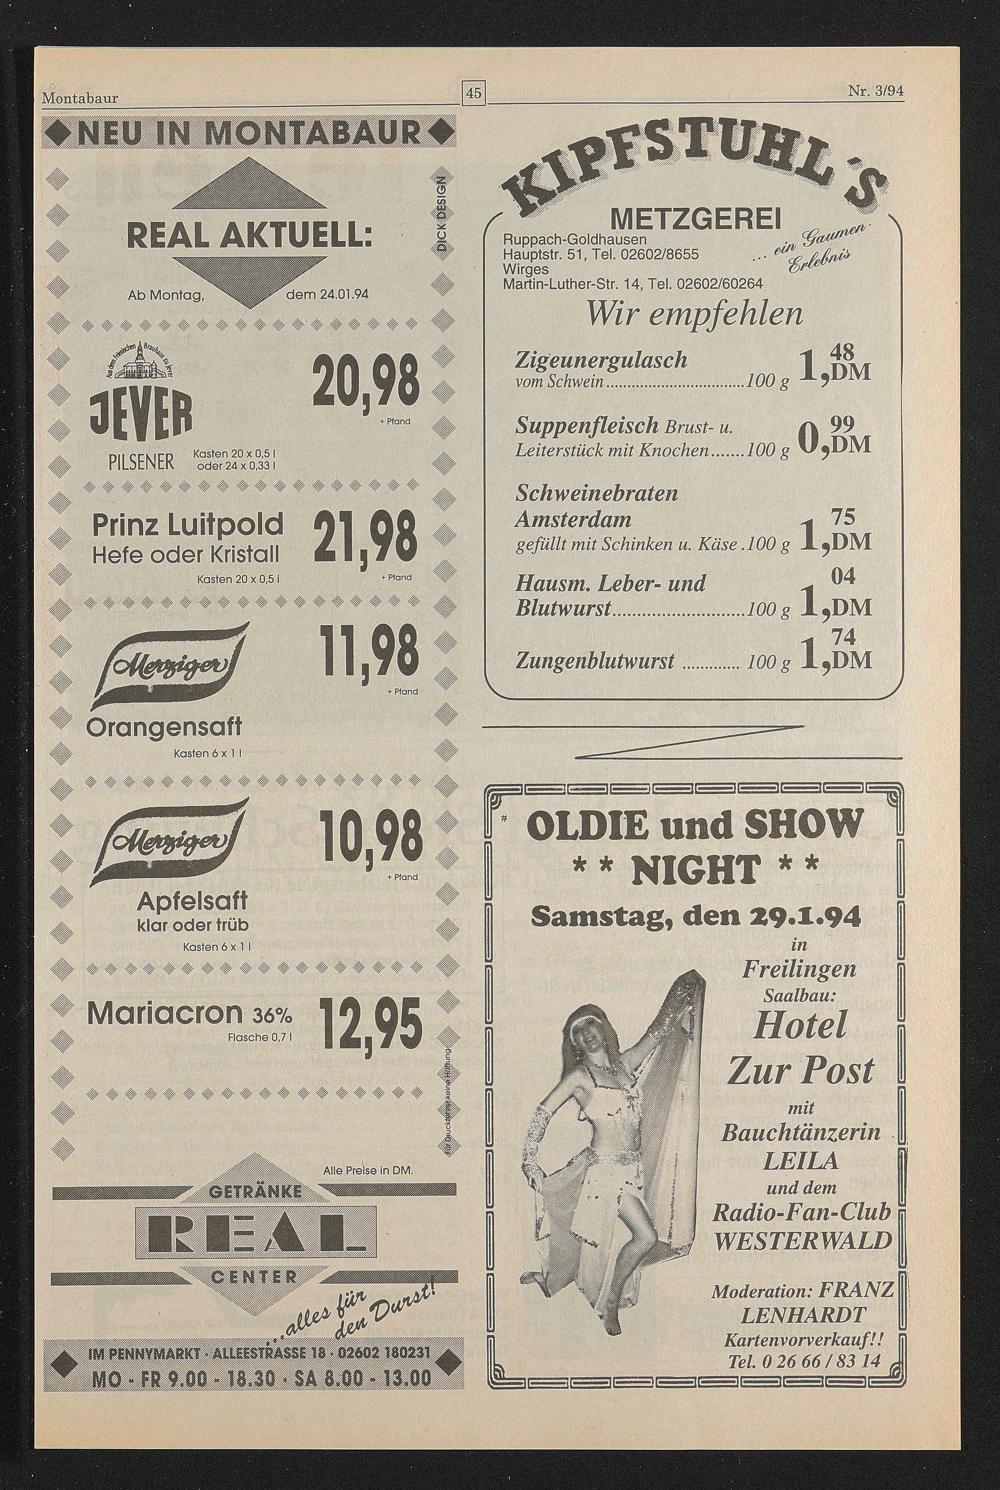 Montabaur
45
Nr. 3/94
NEU IN MONTABAUR
REAL AKTUELL:
Ab Montag, dem 24.01.94
DICK DESIGN
Aus dem Friesischen Brauhaus zu Jever
JEVER
PILSENER
Kasten 20 x 0,5 l
oder 24 x 0,33 l
20,98
+ Pfand
Prinz Luitpold
Hefe oder Kristall
Kasten 20 x 0,5 l
21,98
+ Pfand
Merziger
Orangensaft
Kasten 6 x 1 l
11,98
+ Pfand
Merziger
Apfelsaft
klar oder trüb
Kasten 6 x 1 l
10,98
+ Pfand
Mariacron 36%
Flasche 0,7 l
12,95
Für Druckfehler keine Haftung
Alle Preise in DM.
GETRÄNKE
REAL
CENTER
...alles für
den Durst!
IM PENNYMARKT · ALLEESTRASSE 18 · 02602 180231
MO - FR 9.00 - 18.30 · SA 8.00 - 13.00
KIPFSTUHL´S
METZGEREI
Ruppach-Goldhausen
Hauptstr. 51, Tel. 02602/8655
Wirges
Martin-Luther-Str. 14, Tel. 02602/60264
... ein Gaumen-
Erlebnis
Wir empfehlen
Zigeunergulasch
vom Schwein...............................100 g 1,48 DM
Suppenfleisch Brust- u.
Leiterstück mit Knochen.......100 g 0,99 DM
Schweinebraten
Amsterdam
gefüllt mit Schinken u. Käse .100 g 1,75 DM
Hausm. Leber- und
Blutwurst.............................100 g 1,04 DM
Zungenblutwurst ............. 100 g 1,74 DM
#
OLDIE und SHOW
* * NIGHT * *
Samstag, den 29.1.94
in
Freilingen
Saalbau:
Hotel
Zur Post
mit
Bauchtänzerin
LEILA
und dem
Radio-Fan-Club
WESTERWALD
Moderation: FRANZ
LENHARDT
Kartenvorverkauf!!
Tel. 0 26 66 / 83 14